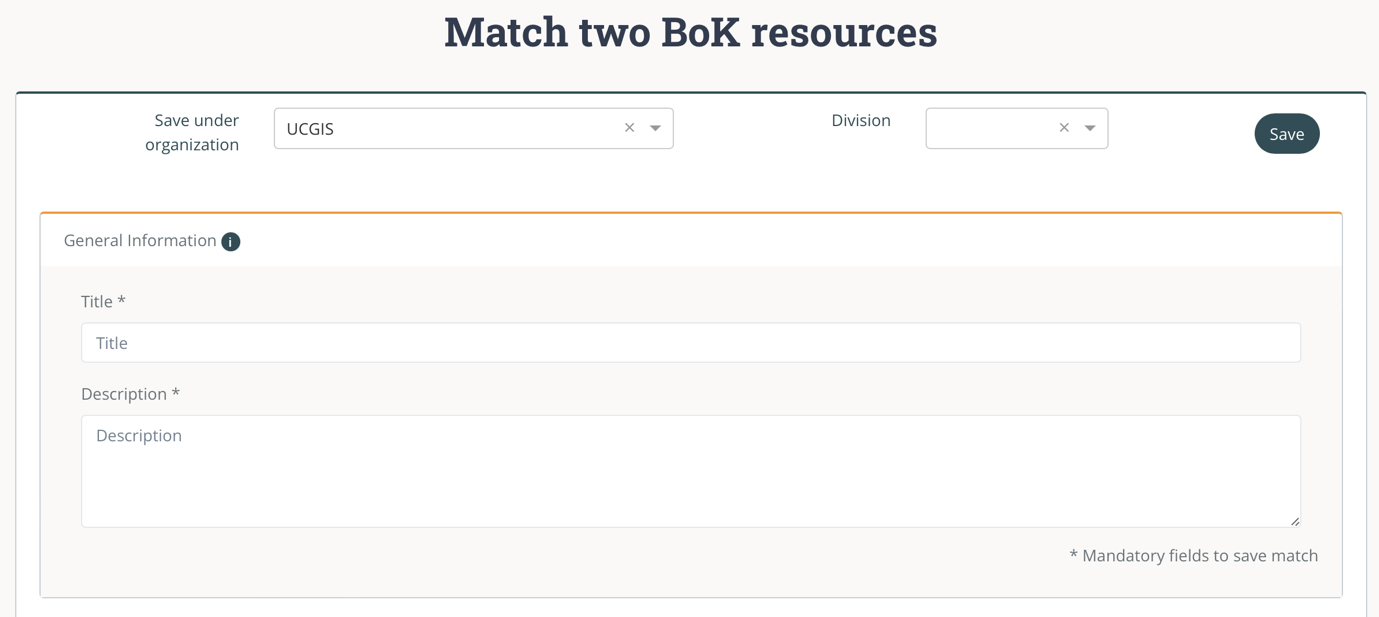 Match two BoK resources
Save under
organization
UCGIS
Division
Save
General Information
Title *
Title
Description *
Description
* Mandatory fields to save match